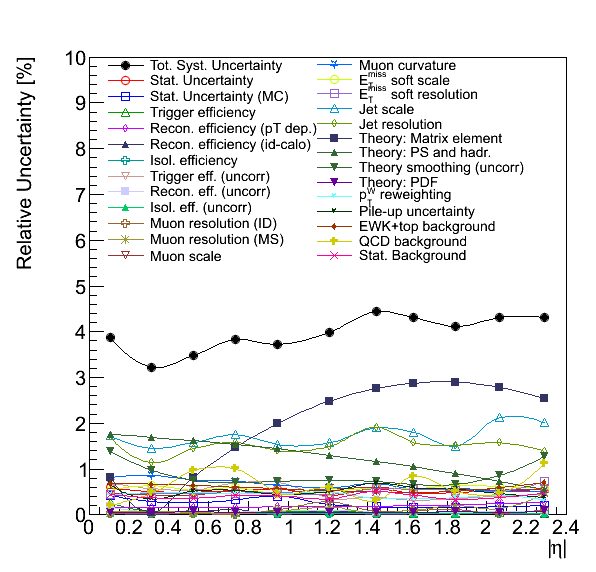 Relative Uncertainty [%]
10
9
8
7
6
5
4
3
2
1
0
Tot. Syst. Uncertainty
Stat. Uncertainty
Stat. Uncertainty (MC)
Trigger efficiency
Recon. efficiency (pT dep.)
Recon. efficiency (id-calo)
Isol. efficiency
Trigger eff. (uncorr)
Recon. eff. (uncorr)
Isol. eff. (uncorr)
Muon resolution (ID)
Muon resolution (MS)
Muon scale
Muon curvature
E_T^miss soft scale
E_T^miss soft resolution
Jet scale
Jet resolution
Theory: Matrix element
Theory: PS and hadr.
Theory smoothing (uncorr)
Theory: PDF
p_T^W reweighting
Pile-up uncertainty
EWK+top background
QCD background
Stat. Background
0 0.2 0.4 0.6 0.8 1 1.2 1.4 1.6 1.8 2 2.2 2.4
|η|